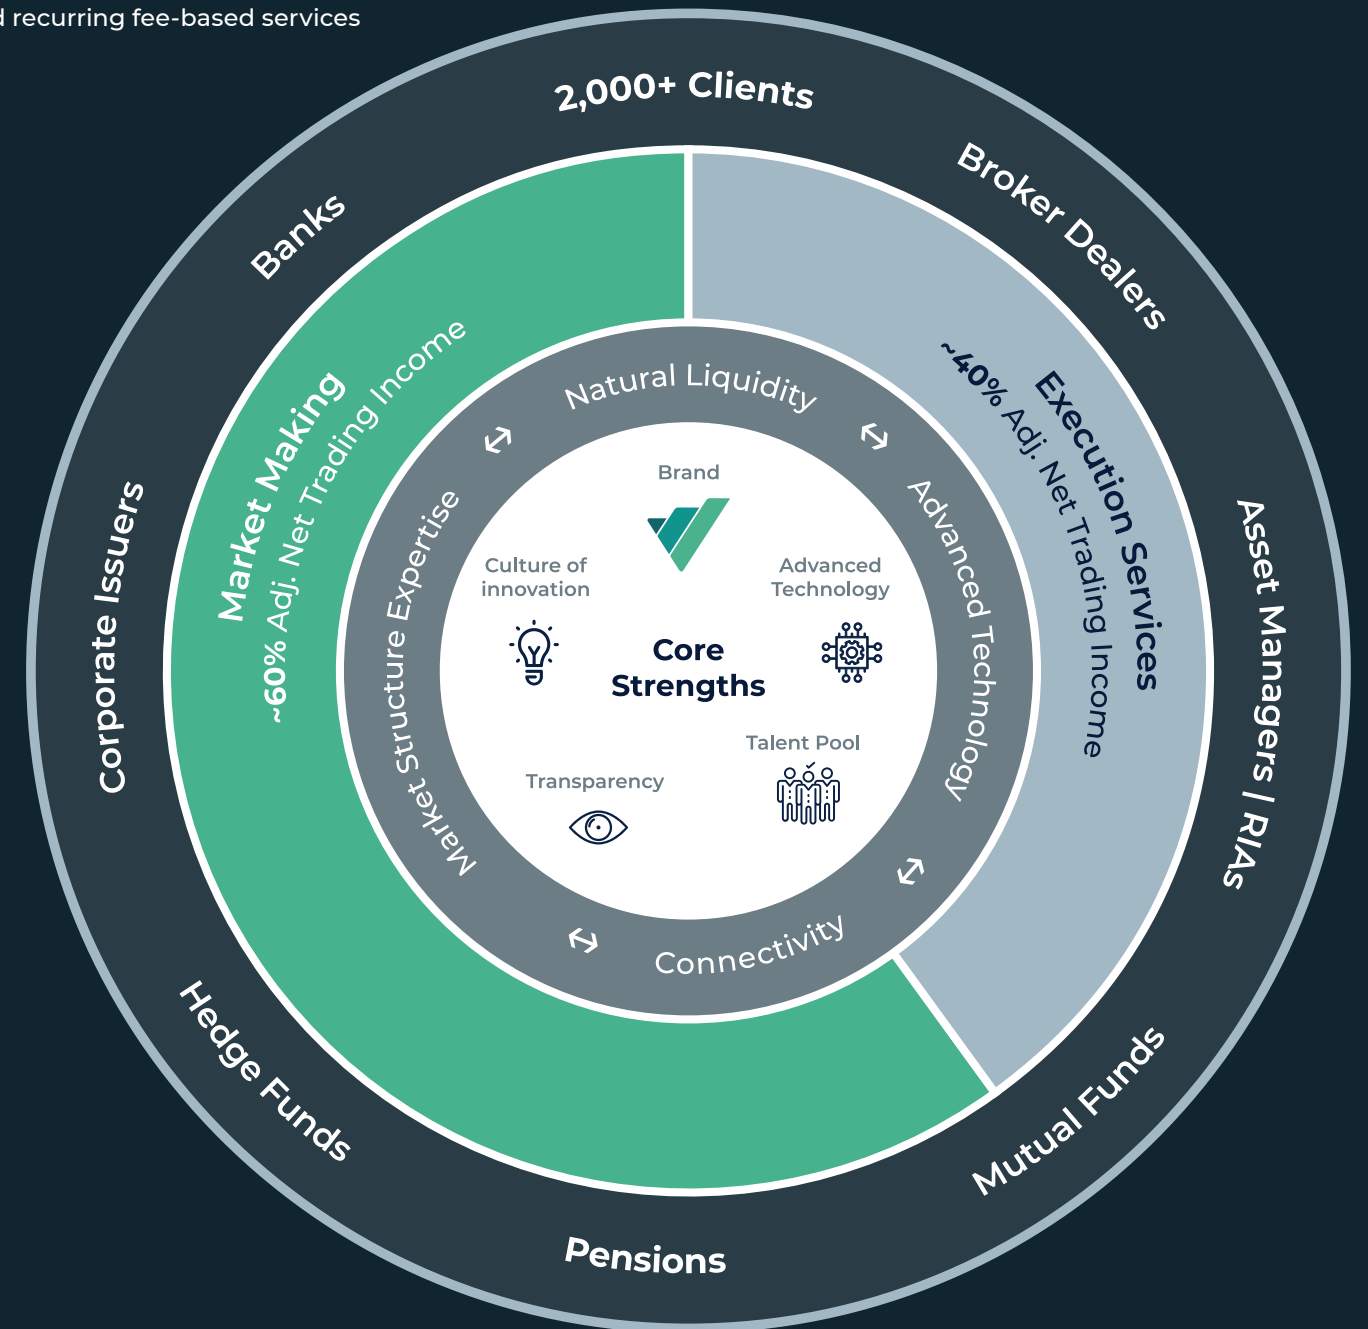 d recurring fee-based services
2,000+ Clients
Broker Dealers
Asset Managers / RIAs
Mutual Funds
Pensions
Hedge Funds
Corporate Issuers
Banks
Market Making
~60% Adj. Net Trading Income
Execution Services
~40% Adj. Net Trading Income
Natural Liquidity
Advanced Technology
Connectivity
Market Structure Expertise
Brand
Culture of
innovation
Advanced
Technology
Core
Strengths
Talent Pool
Transparency